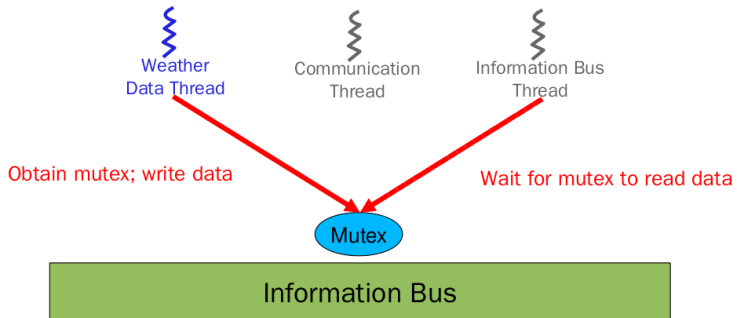 Weather
Data Thread
Communication
Thread
Information Bus
Thread
Obtain mutex; write data
Wait for mutex to read data
Mutex
Information Bus